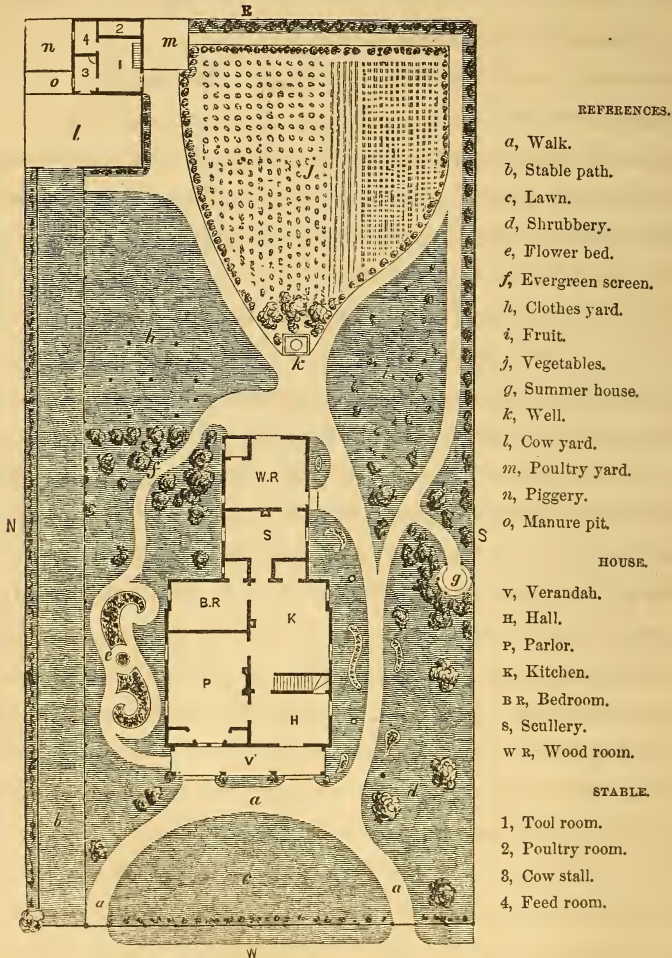 E
n
4
2
m
3
1
o
l
j
k
h
f
W.R
N
S
S
g
B.R
K
e
P
H
V
a
d
b
c
a
a
W
REFERENCES.
a, Walk.
b, Stable path.
c, Lawn.
d, Shrubbery.
e, Flower bed.
f, Evergreen screen.
h, Clothes yard.
i, Fruit.
j, Vegetables.
g, Summer house.
k, Well.
l, Cow yard.
m, Poultry yard.
n, Piggery.
o, Manure pit.
HOUSE.
V, Verandah.
H, Hall.
P, Parlor.
K, Kitchen.
B R, Bedroom.
S, Scullery.
W R, Wood room.
STABLE.
1, Tool room.
2, Poultry room.
3, Cow stall.
4, Feed room.